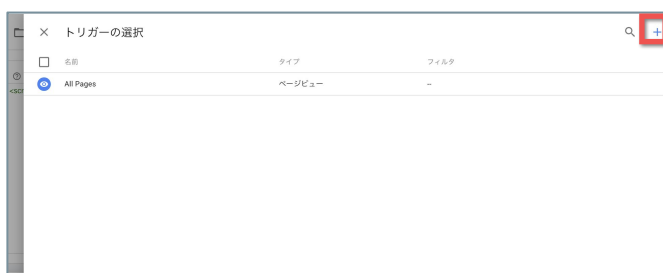 トリガーの選択
名前 タイプ フィルタ
<scr
All Pages ページビュー --